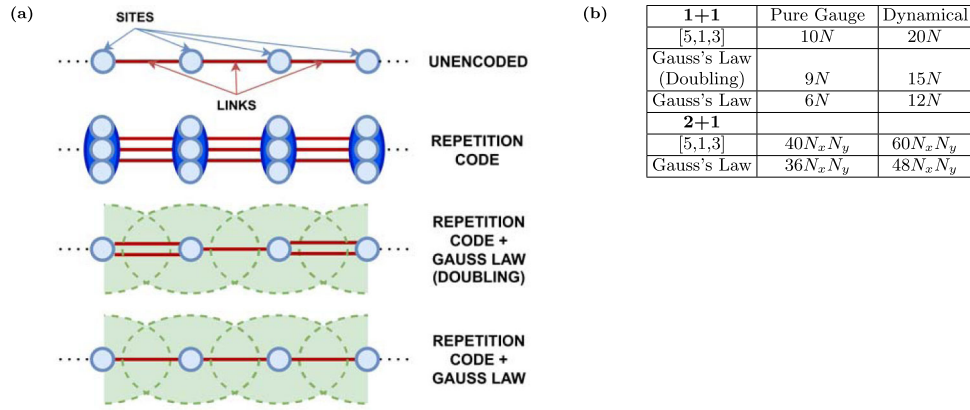 (a)
SITES
UNENCODED
LINKS
REPETITION
CODE
REPETITION
CODE +
GAUSS LAW
(DOUBLING)
REPETITION
CODE +
GAUSS LAW
(b)
1+1 Pure Gauge Dynamical
[5,1,3] 10N 20N
Gauss's Law
(Doubling) 9N 15N
Gauss's Law 6N 12N
2+1
[5,1,3] 40NxNy 60NxNy
Gauss's Law 36NxNy 48NxNy